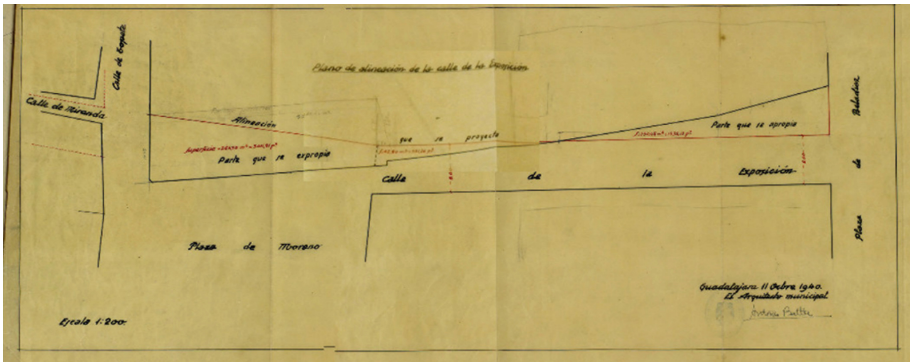 Plano de alineación de la calle de la Exposición
Calle de
Calle de Miranda
Alineación que se proyecta
Parte que se expropia
Parte que se apropia
Calle de la Exposición
Plaza de Beladiez
Plaza de Moreno
Guadalajara 11 Octbre 1940.
El Arquitecto municipal
Escala 1:200.